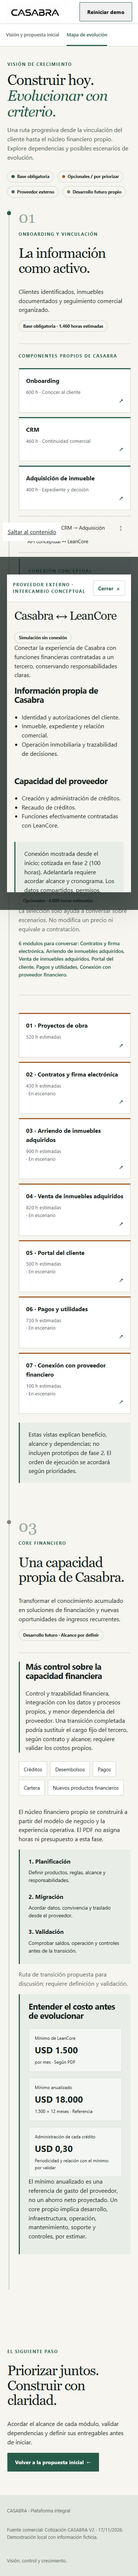 CASABRA
Reiniciar demo
Visión y propuesta inicial
Mapa de evolución
VISIÓN DE CRECIMIENTO
Construir hoy.
Evolucionar con
criterio.
Una ruta progresiva desde la vinculación del
cliente hasta el núcleo financiero propio.
Explore dependencias y posibles escenarios de
evolución.
Base obligatoria
Opcionales / por priorizar
Proveedor externo
Desarrollo futuro propio
01
ONBOARDING Y VINCULACIÓN
La información
como activo.
Clientes identificados, inmuebles
documentados y seguimiento comercial
organizado.
Base obligatoria · 1.460 horas estimadas
COMPONENTES PROPIOS DE CASABRA
Onboarding
600 h · Conocer al cliente
↗
CRM
460 h · Continuidad comercial
↗
Adquisición de inmueble
400 h · Expediente y decisión
↗
CRM → Adquisición
Saltar al contenido
API conceptual ↔ LeanCore
CONEXIÓN CONCEPTUAL
PROVEEDOR EXTERNO ·
INTERCAMBIO CONCEPTUAL
Cerrar ×
Casabra ↔ LeanCore
Simulación sin conexión
Conectar la experiencia de Casabra con
funciones financieras contratadas a un
tercero, conservando responsabilidades
claras.
Información propia de
Casabra
Identidad y autorizaciones del cliente.
Inmueble, expediente y relación
comercial.
Operación inmobiliaria y trazabilidad
de decisiones.
Capacidad del proveedor
Creación y administración de créditos.
Recaudo de créditos.
Funciones efectivamente contratadas
con LeanCore.
Conexión mostrada desde el
inicio; cotizada en fase 2 (100
horas). Adelantarla requiere
acordar alcance y cronograma. Los
datos compartidos, permisos,
La selección solo ayuda a conversar sobre
escenarios. No modifica un precio ni
equivale a contratación.
6 módulos para conversar: Contratos y firma
electrónica, Arriendo de inmuebles adquiridos,
Venta de inmuebles adquiridos, Portal del
cliente, Pagos y utilidades, Conexión con
proveedor financiero.
01 · Proyectos de obra
520 h estimadas
↗
02 · Contratos y firma electrónica
430 h estimadas
· En escenario
↗
03 · Arriendo de inmuebles
adquiridos
900 h estimadas
· En escenario
↗
04 · Venta de inmuebles adquiridos
820 h estimadas
· En escenario
↗
05 · Portal del cliente
500 h estimadas
· En escenario
↗
06 · Pagos y utilidades
730 h estimadas
· En escenario
↗
07 · Conexión con proveedor
financiero
100 h estimadas
· En escenario
↗
Estas vistas explican beneficio,
alcance y dependencias; no
incluyen prototipos de fase 2. El
orden de ejecución se acordará
según prioridades.
03
CORE FINANCIERO
Una capacidad
propia de Casabra.
Transformar el conocimiento acumulado
en soluciones de financiación y nuevas
oportunidades de ingresos recurrentes.
Desarrollo futuro · Alcance por definir
Más control sobre la
capacidad financiera
Control y trazabilidad financiera,
integración con los datos y procesos
propios, y menor dependencia del
proveedor. Una transición completada
podría sustituir el cargo fijo del tercero,
según contrato y alcance; requiere
validar los costos propios.
Créditos
Desembolsos
Pagos
Cartera
Nuevos productos financieros
El núcleo financiero propio se construirá a
partir del modelo de negocio y la
experiencia operativa. El PDF no asigna
horas ni presupuesto a esta fase.
1. Planificación
Definir productos, reglas, alcance y
responsabilidades.
2. Migración
Acordar datos, convivencia y traslado
desde el proveedor.
3. Validación
Comprobar saldos, operación y controles
antes de la transición.
Ruta de transición propuesta para
discusión; requiere definición y validación.
Entender el costo antes
de evolucionar
Mínimo de LeanCore
USD 1.500
por mes · Según PDF
Mínimo anualizado
USD 18.000
1.500 × 12 meses · Referencia
Administración de cada crédito
USD 0,30
Periodicidad y relación con el mínimo
por validar
El mínimo anualizado es una
referencia de gasto del proveedor,
no un ahorro neto proyectado. Un
core propio implica desarrollo,
infraestructura, operación,
mantenimiento, soporte y
controles, por estimar.
EL SIGUIENTE PASO
Priorizar juntos.
Construir con
claridad.
Acordar el alcance de cada módulo, validar
dependencias y definir sus entregables antes
de iniciar.
Volver a la propuesta inicial ←
CASABRA · Plataforma integral
Fuente comercial: Cotización CASABRA V2 · 17/11/2026.
Demostración local con información ficticia.
Visión, control y crecimiento.